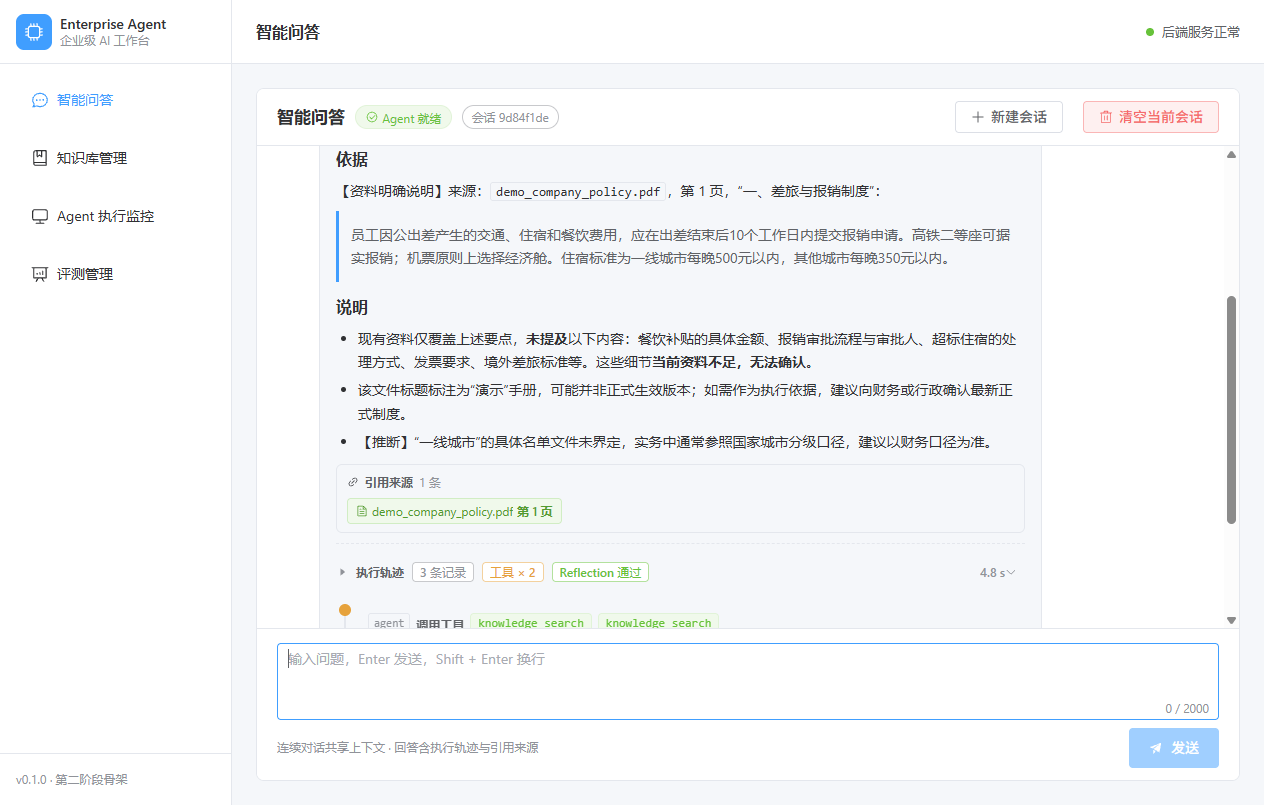 Enterprise Agent
企业级 AI 工作台
智能问答
后端服务正常
智能问答
知识库管理
Agent 执行监控
评测管理
v0.1.0 · 第二阶段骨架
智能问答 Agent 就绪 会话 9d84f1de
新建会话 清空当前会话
依据
【资料明确说明】来源：demo_company_policy.pdf，第 1 页，“一、差旅与报销制度”：
员工因公出差产生的交通、住宿和餐饮费用，应在出差结束后10个工作日内提交报销申请。高铁二等座可据
实报销；机票原则上选择经济舱。住宿标准为一线城市每晚500元以内，其他城市每晚350元以内。
说明
现有资料仅覆盖上述要点，未提及以下内容：餐饮补贴的具体金额、报销审批流程与审批人、超标住宿的处
理方式、发票要求、境外差旅标准等。这些细节当前资料不足，无法确认。
该文件标题标注为“演示”手册，可能并非正式生效版本；如需作为执行依据，建议向财务或行政确认最新正
式制度。
【推断】“一线城市”的具体名单文件未界定，实务中通常参照国家城市分级口径，建议以财务口径为准。
引用来源 1 条
demo_company_policy.pdf 第 1 页
执行轨迹 3 条记录 工具 × 2 Reflection 通过 4.8 s
agent 调用工具 knowledge_search knowledge_search
输入问题，Enter 发送，Shift + Enter 换行
0 / 2000
连续对话共享上下文 · 回答含执行轨迹与引用来源
发送